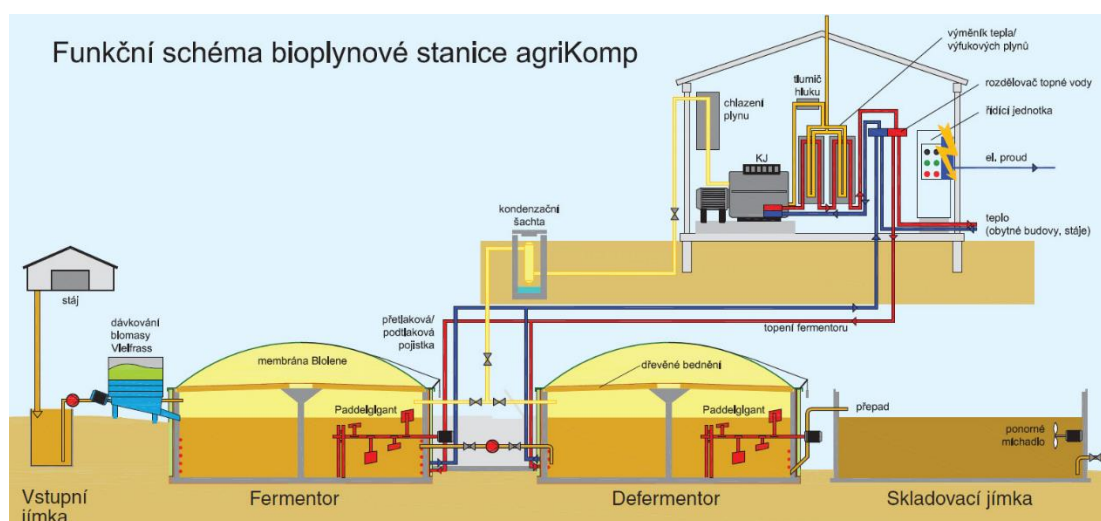 Funkční schéma bioplynové stanice agriKomp
výměník tepla/
výfukových plynů
tlumič
hluku
rozdělovač topné vody
chlazení
plynu
řídící jednotka
KJ
el. proud
kondenzační
šachta
teplo
(obytné budovy, stáje)
stáj
dávkování
biomasy
Vielfrass
přetlaková/
podtlaková
pojistka
topení fermentoru
membrána Biolene
dřevěné bednění
Paddelgigant
Paddelgigant
přepad
ponorné
míchadlo
Vstupní
jímka
Fermentor
Defermentor
Skladovací jímka